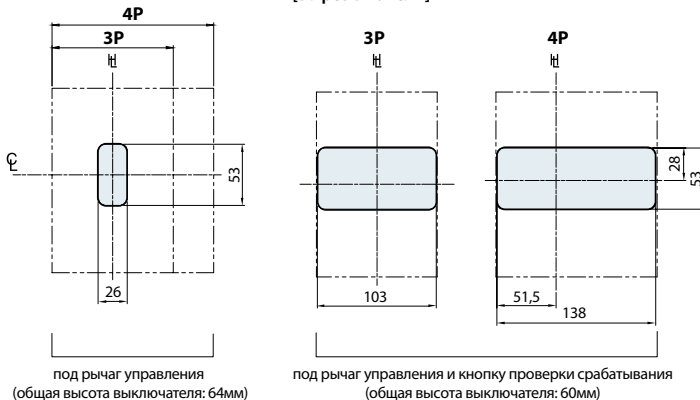 4P
3P
3P
4P
H
L
H
L
H
L
C
L
53
28
53
26
103
51,5
138
под рычаг управления
(общая высота выключателя: 64мм)
под рычаг управления и кнопку проверки срабатывания
(общая высота выключателя: 60мм)